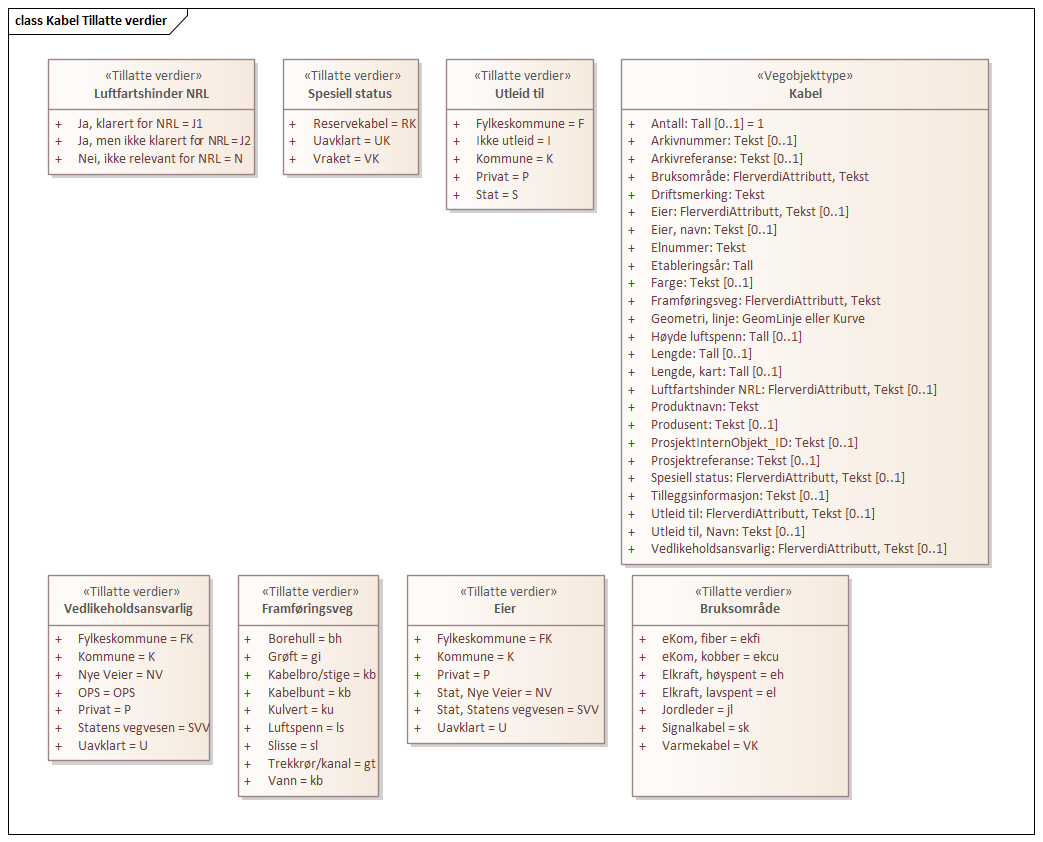 class Kabel Tillatte verdier
«Tillatte verdier»
Luftfartshinder NRL
+ Ja, klarert for NRL = J1
+ Ja, men ikke klarert for NRL = J2
+ Nei, ikke relevant for NRL = N
«Tillatte verdier»
Spesiell status
+ Reservekabel = RK
+ Uavklart = UK
+ Vraket = VK
«Tillatte verdier»
Utleid til
+ Fylkeskommune = F
+ Ikke utleid = I
+ Kommune = K
+ Privat = P
+ Stat = S
«Vegobjekttype»
Kabel
+ Antall: Tall [0..1] = 1
+ Arkivnummer: Tekst [0..1]
+ Arkivreferanse: Tekst [0..1]
+ Bruksområde: FlerverdiAttributt, Tekst
+ Driftsmerking: Tekst
+ Eier: FlerverdiAttributt, Tekst [0..1]
+ Eier, navn: Tekst [0..1]
+ Elnummer: Tekst
+ Etableringsår: Tall
+ Farge: Tekst [0..1]
+ Framføringsveg: FlerverdiAttributt, Tekst
+ Geometri, linje: GeomLinje eller Kurve
+ Høyde luftspenn: Tall [0..1]
+ Lengde: Tall [0..1]
+ Lengde, kart: Tall [0..1]
+ Luftfartshinder NRL: FlerverdiAttributt, Tekst [0..1]
+ Produktnavn: Tekst
+ Produsent: Tekst [0..1]
+ ProsjektInternObjekt_ID: Tekst [0..1]
+ Prosjektreferanse: Tekst [0..1]
+ Spesiell status: FlerverdiAttributt, Tekst [0..1]
+ Tilleggsinformasjon: Tekst [0..1]
+ Utleid til: FlerverdiAttributt, Tekst [0..1]
+ Utleid til, Navn: Tekst [0..1]
+ Vedlikeholdsansvarlig: FlerverdiAttributt, Tekst [0..1]
«Tillatte verdier»
Vedlikeholdsansvarlig
+ Fylkeskommune = FK
+ Kommune = K
+ Nye Veier = NV
+ OPS = OPS
+ Privat = P
+ Statens vegvesen = SVV
+ Uavklart = U
«Tillatte verdier»
Framføringsveg
+ Borehull = bh
+ Grøft = gi
+ Kabelbro/stige = kb
+ Kabelbunt = kb
+ Kulvert = ku
+ Luftspenn = ls
+ Slisse = sl
+ Trekkrør/kanal = gt
+ Vann = kb
«Tillatte verdier»
Eier
+ Fylkeskommune = FK
+ Kommune = K
+ Privat = P
+ Stat, Nye Veier = NV
+ Stat, Statens vegvesen = SVV
+ Uavklart = U
«Tillatte verdier»
Bruksområde
+ eKom, fiber = ekfi
+ eKom, kobber = ekcu
+ Elkraft, høyspent = eh
+ Elkraft, lavspent = el
+ Jordleder = jl
+ Signalkabel = sk
+ Varmekabel = VK